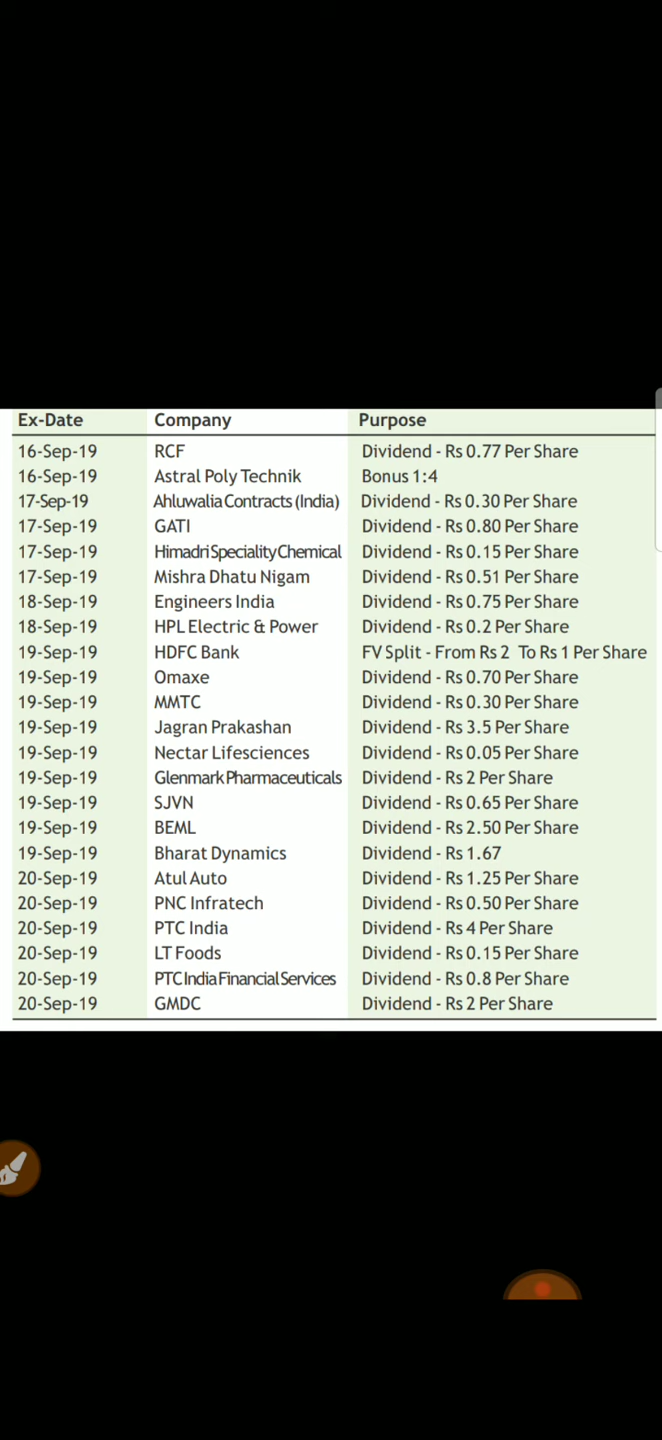 Ex-Date Company Purpose
16-Sep-19 RCF Dividend - Rs 0.77 Per Share
16-Sep-19 Astral Poly Technik Bonus 1:4
17-Sep-19 Ahluwalia Contracts (India) Dividend - Rs 0.30 Per Share
17-Sep-19 GATI Dividend - Rs 0.80 Per Share
17-Sep-19 Himadri Speciality Chemical Dividend - Rs 0.15 Per Share
17-Sep-19 Mishra Dhatu Nigam Dividend - Rs 0.51 Per Share
18-Sep-19 Engineers India Dividend - Rs 0.75 Per Share
18-Sep-19 HPL Electric & Power Dividend - Rs 0.2 Per Share
19-Sep-19 HDFC Bank FV Split - From Rs 2 To Rs 1 Per Share
19-Sep-19 Omaxe Dividend - Rs 0.70 Per Share
19-Sep-19 MMTC Dividend - Rs 0.30 Per Share
19-Sep-19 Jagran Prakashan Dividend - Rs 3.5 Per Share
19-Sep-19 Nectar Lifesciences Dividend - Rs 0.05 Per Share
19-Sep-19 Glenmark Pharmaceuticals Dividend - Rs 2 Per Share
19-Sep-19 SJVN Dividend - Rs 0.65 Per Share
19-Sep-19 BEML Dividend - Rs 2.50 Per Share
19-Sep-19 Bharat Dynamics Dividend - Rs 1.67
20-Sep-19 Atul Auto Dividend - Rs 1.25 Per Share
20-Sep-19 PNC Infratech Dividend - Rs 0.50 Per Share
20-Sep-19 PTC India Dividend - Rs 4 Per Share
20-Sep-19 LT Foods Dividend - Rs 0.15 Per Share
20-Sep-19 PTC India Financial Services Dividend - Rs 0.8 Per Share
20-Sep-19 GMDC Dividend - Rs 2 Per Share